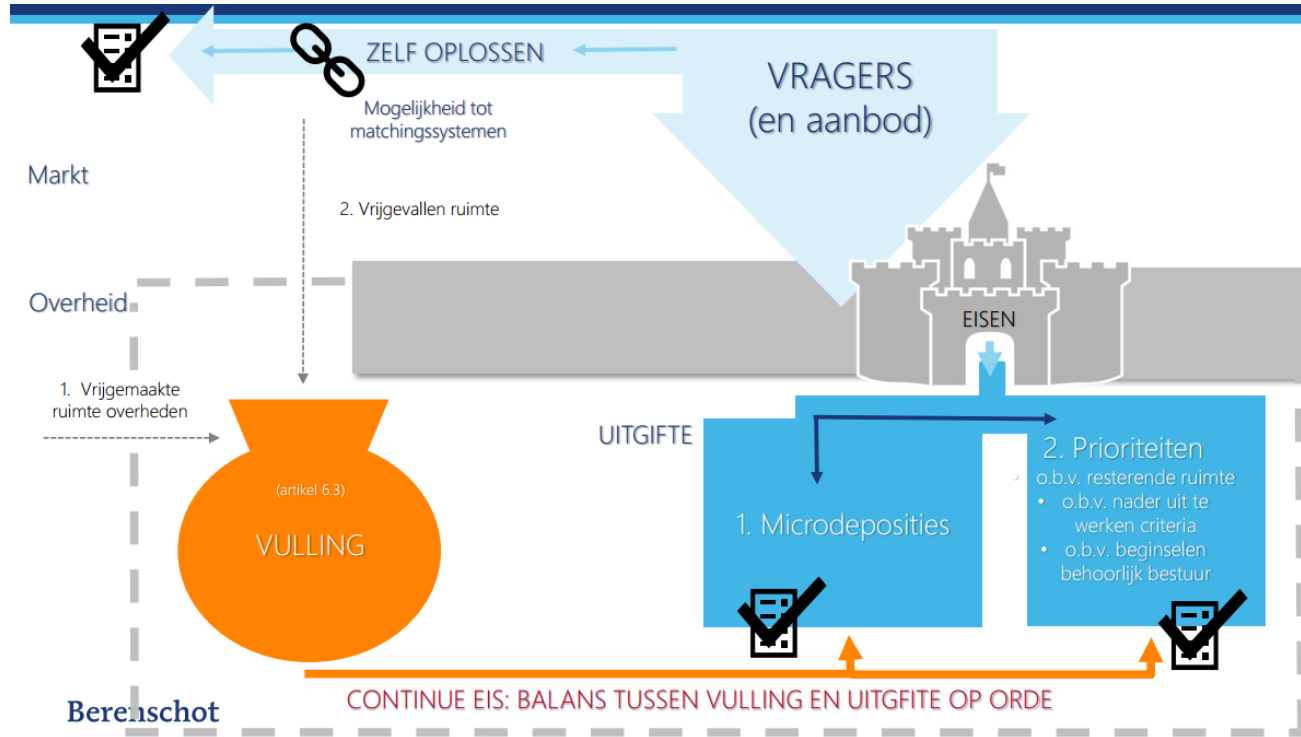 ZELF OPLOSSEN
VRAGERS
(en aanbod)
Mogelijkheid tot
matchingssystemen
Markt
2. Vrijgevallen ruimte
Overheid
EISEN
1. Vrijgemaakte
ruimte overheden
UITGIFTE
(artikel 6.3)
VULLING
1. Microdeposities
2. Prioriteiten
• o.b.v. resterende ruimte
• o.b.v. nader uit te
werken criteria
• o.b.v. beginselen
behoorlijk bestuur
CONTINUE EIS: BALANS TUSSEN VULLING EN UITGFITE OP ORDE
Berenschot